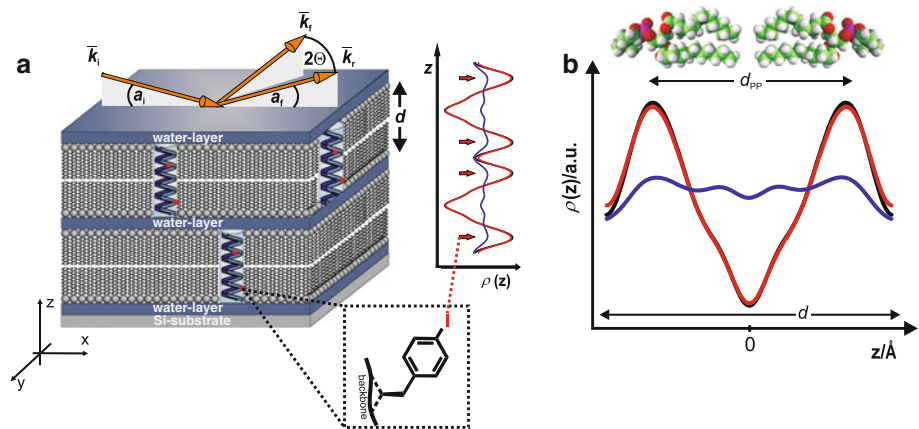 a
k̅i
k̅f
k̅r
2Θ
ai
af
d
water-layer
water-layer
water-layer
Si-substrate
z
x
y
z
ρ(z)
I
backbone
b
dPP
ρ(z)/a.u.
d
0
z/Å